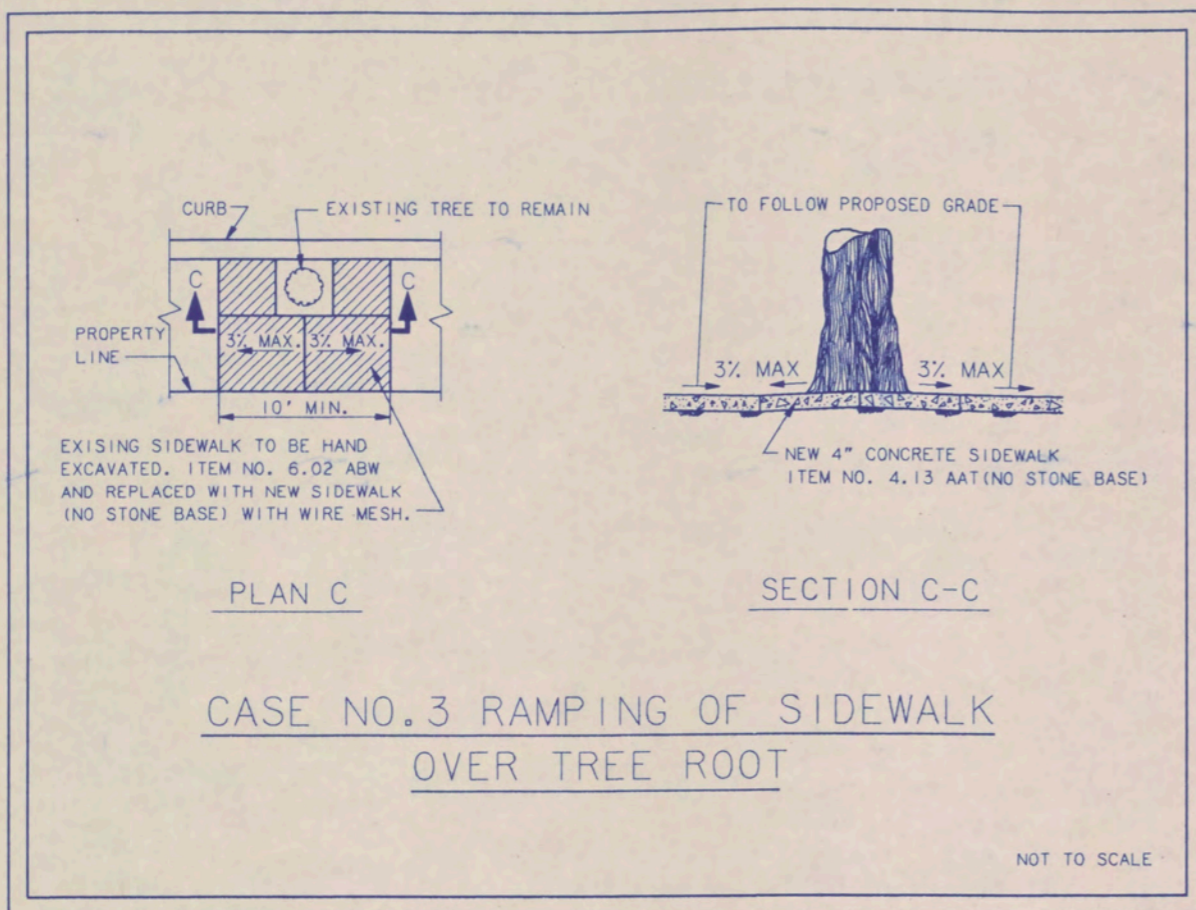 CURB
EXISTING TREE TO REMAIN
C
C
PROPERTY
LINE
3% MAX.
3% MAX.
10' MIN.
EXISING SIDEWALK TO BE HAND
EXCAVATED. ITEM NO. 6.02 ABW
AND REPLACED WITH NEW SIDEWALK
(NO STONE BASE) WITH WIRE MESH.
PLAN C
TO FOLLOW PROPOSED GRADE
3% MAX
3% MAX
NEW 4" CONCRETE SIDEWALK
ITEM NO. 4.13 AAT(NO STONE BASE)
SECTION C-C
CASE NO.3 RAMPING OF SIDEWALK
OVER TREE ROOT
NOT TO SCALE